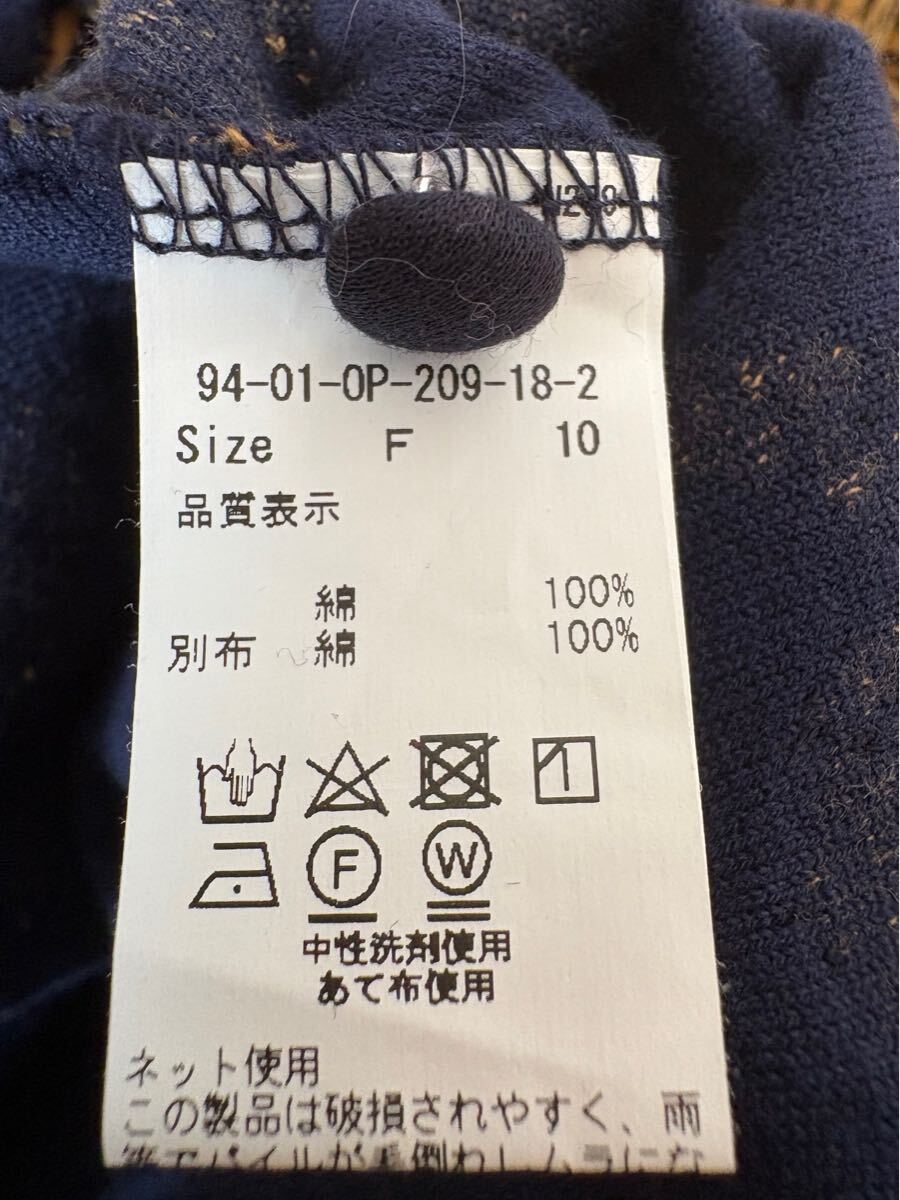 94-01-OP-209-18-2
Size F 10
品質表示
綿 100%
別布 綿 100%
F W
中性洗剤使用
あて布使用
ネット使用
この製品は破損されやすく、雨